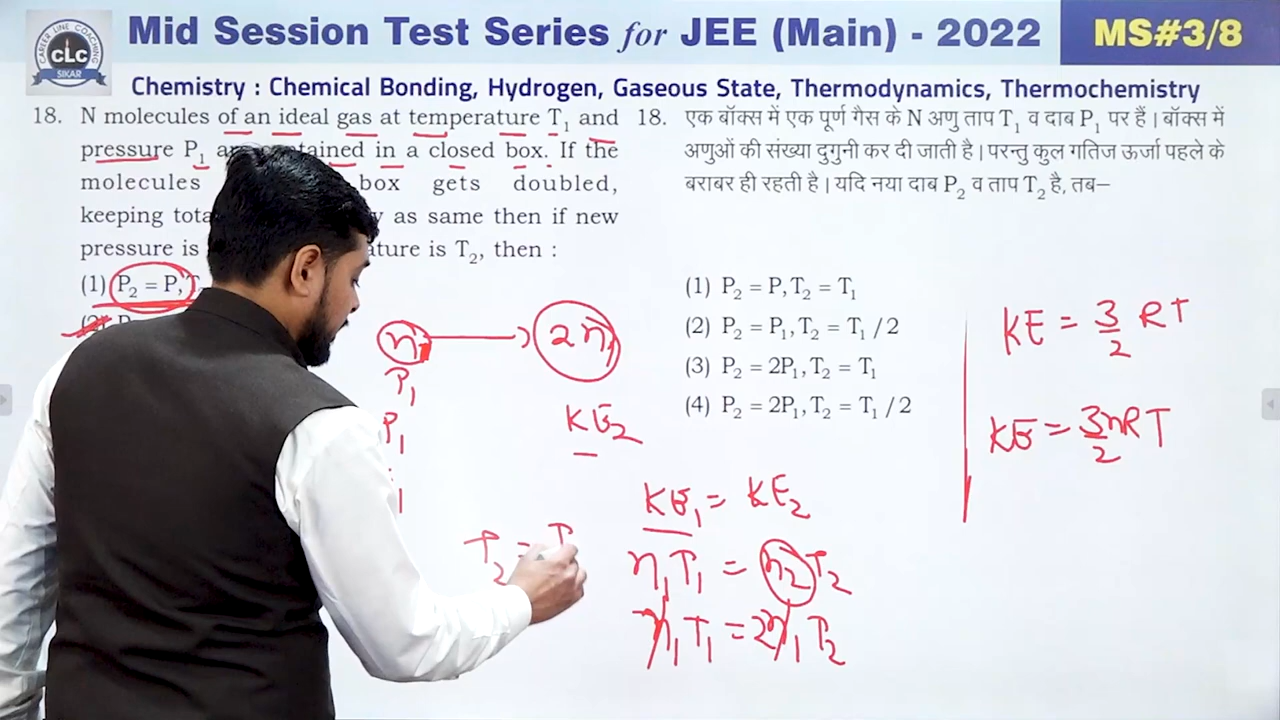 Mid Session Test Series for JEE (Main) - 2022
MS#3/8
CAREER LINE COACHING
CLC
SIKAR
Chemistry : Chemical Bonding, Hydrogen, Gaseous State, Thermodynamics, Thermochemistry
18. N molecules of an ideal gas at temperature T₁ and
pressure P₁ contained in a closed box. If the
molecules box gets doubled,
keeping as same then if new
pressure is is T₂, then :
(1) P₂ = P,
(2)
18. एक बॉक्स में एक पूर्ण गैस के N अणु ताप T₁ व दाब P₁ पर हैं। बॉक्स में
अणुओं की संख्या दुगुनी कर दी जाती है। परन्तु कुल गतिज ऊर्जा पहले के
बराबर ही रहती है। यदि नया दाब P₂ व ताप T₂ है, तब–
(1) P₂ = P, T₂ = T₁
(2) P₂ = P₁, T₂ = T₁ / 2
(3) P₂ = 2P₁, T₂ = T₁
(4) P₂ = 2P₁, T₂ = T₁ / 2
n₁ → 2n₁
P₁
KE₂
KE₁ = KE₂
n₁T₁ = n₂T₂
n₁T₁ = 2n₁T₂
T₂ = T
KE = 3/2 RT
KE = 3/2 nRT